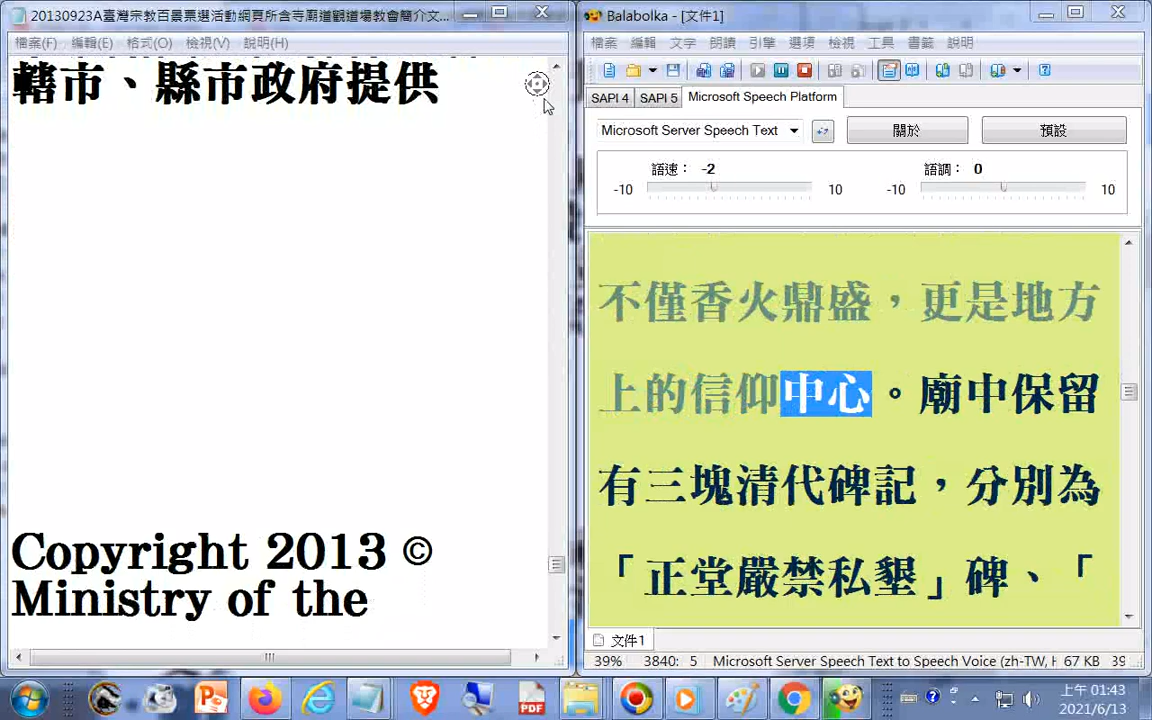 20130923A臺灣宗教百景票選活動網頁所含寺廟道觀道場教會簡介文...
檔案(F) 編輯(E) 格式(O) 檢視(V) 說明(H)
轄市、縣市政府提供
Copyright 2013 ©
Ministry of the
Balabolka - [文件1]
檔案 編輯 文字 朗讀 引擎 選項 檢視 工具 書籤 說明
SAPI 4 SAPI 5 Microsoft Speech Platform
Microsoft Server Speech Text 關於 預設
語速： -2 語調： 0
-10 10 -10 10
不僅香火鼎盛，更是地方
上的信仰中心。廟中保留
有三塊清代碑記，分別為
「正堂嚴禁私墾」碑、「
文件1
39% 3840: 5 Microsoft Server Speech Text to Speech Voice (zh-TW, H 67 KB 39
PDF
上午 01:43
2021/6/13